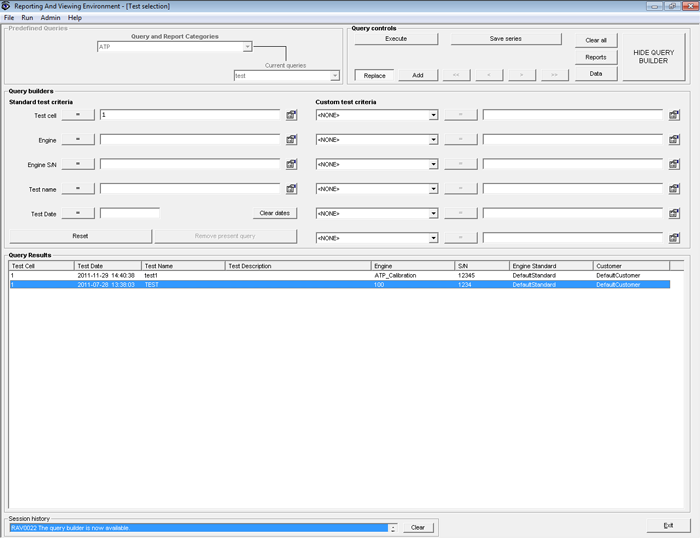 Reporting And Viewing Environment - [Test selection]
File Run Admin Help
Predefined Queries
Query and Report Categories
ATP
Current queries
test
Query controls
Execute Save series Clear all
Reports
HIDE QUERY BUILDER
Replace Add << < > >> Data
Query builders
Standard test criteria Custom test criteria
Test cell = 1 <NONE> =
Engine = <NONE> =
Engine S/N = <NONE> =
Test name = <NONE> =
Test Date = Clear dates <NONE> =
Reset Remove present query <NONE> =
Query Results
Test Cell Test Date Test Name Test Description Engine S/N Engine Standard Customer
1 2011-11-29 14:40:38 test1 ATP_Calibration 12345 DefaultStandard DefaultCustomer
1 2011-07-28 13:38:03 TEST 100 1234 DefaultStandard DefaultCustomer
Session history
RAV0022 The query builder is now available.
Clear
Exit